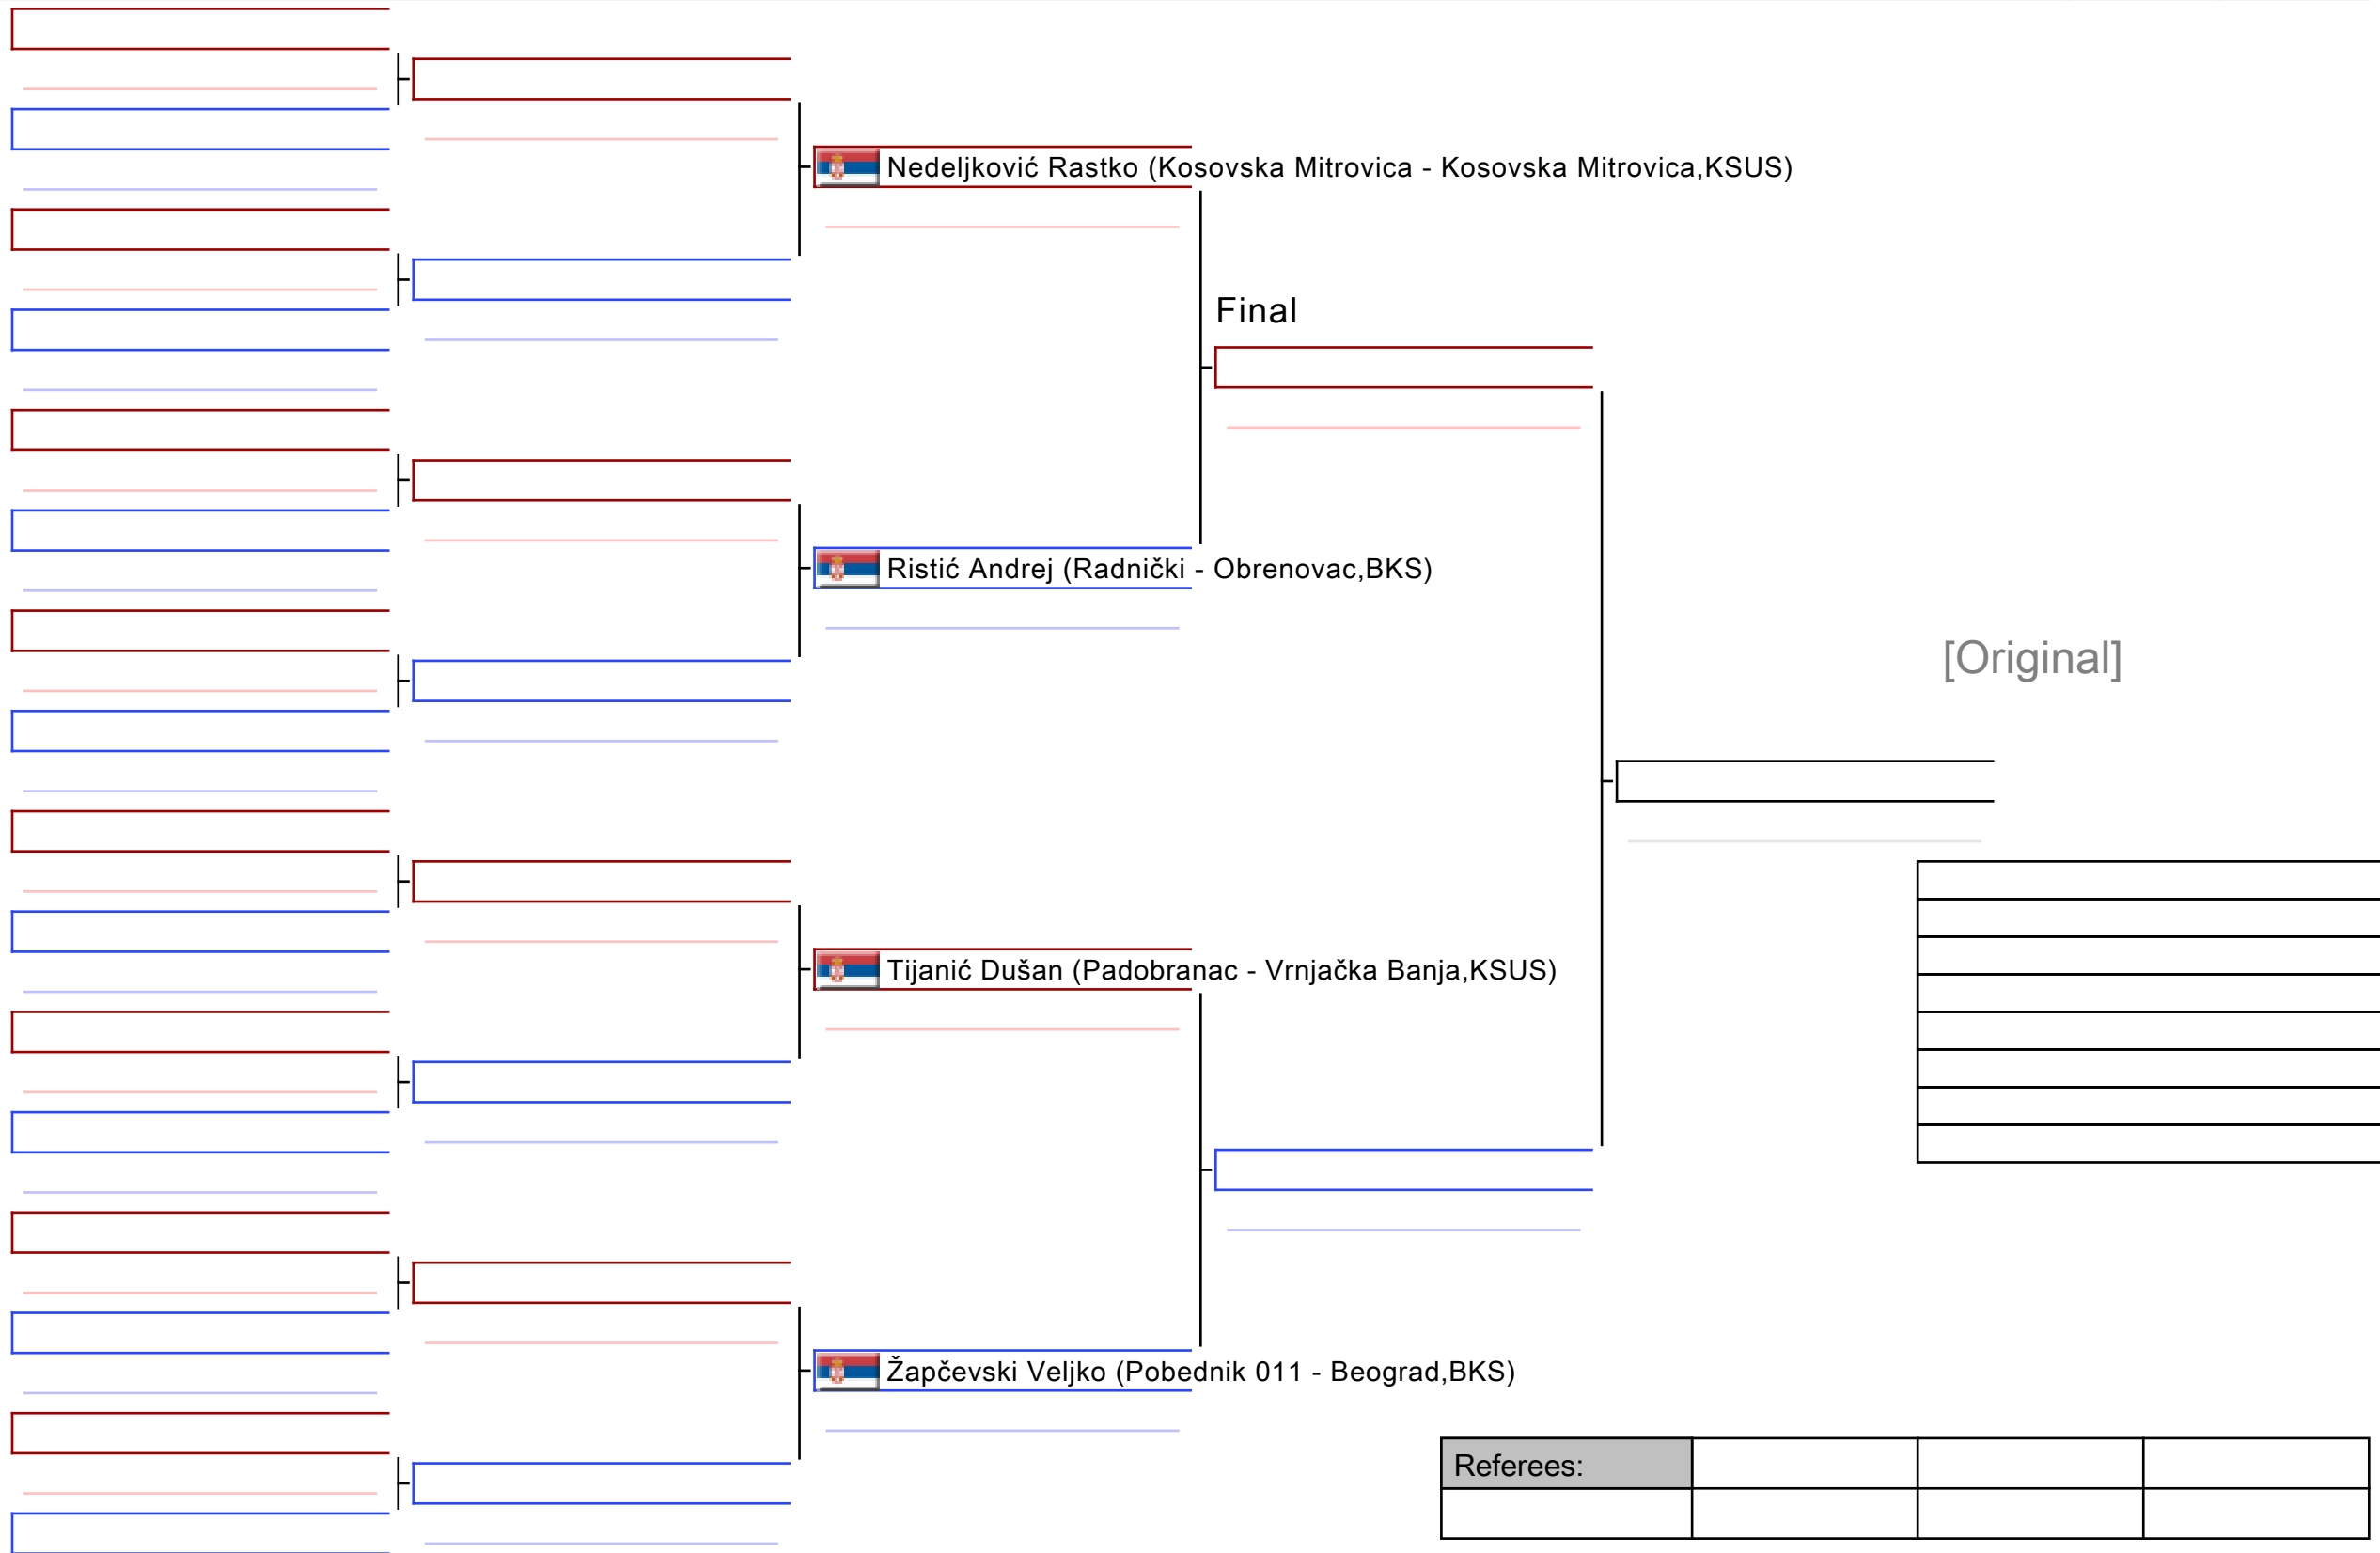 Nedeljković Rastko (Kosovska Mitrovica - Kosovska Mitrovica,KSUS)
Final
Ristić Andrej (Radnički - Obrenovac,BKS)
[Original]
Tijanić Dušan (Padobranac - Vrnjačka Banja,KSUS)
Žapčevski Veljko (Pobednik 011 - Beograd,BKS)
Referees: